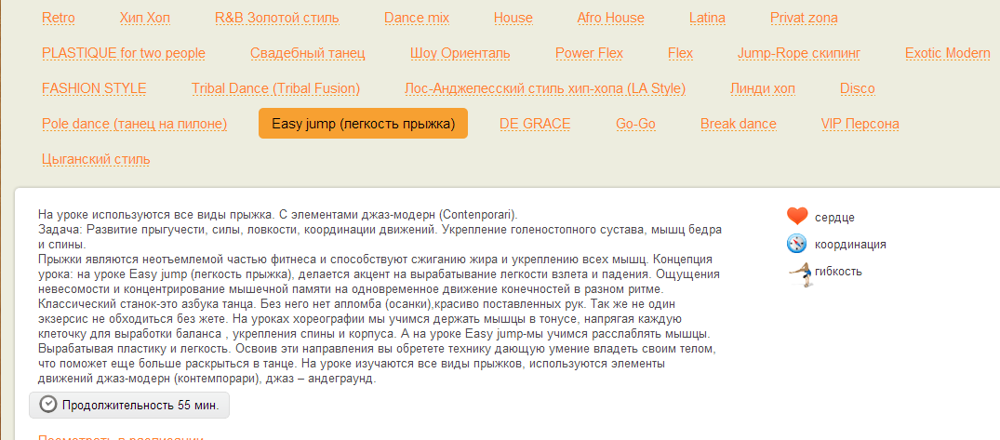 Retro Хип Хоп R&B Золотой стиль Dance mix House Afro House Latina Privat zona
PLASTIQUE for two people Свадебный танец Шоу Ориенталь Power Flex Flex Jump-Rope скипинг Exotic Modern
FASHION STYLE Tribal Dance (Tribal Fusion) Лос-Анджелесский стиль хип-хопа (LA Style) Линди хоп Disco
Pole dance (танец на пилоне) Easy jump (легкость прыжка) DE GRACE Go-Go Break dance VIP Персона
Цыганский стиль
На уроке используются все виды прыжка. С элементами джаз-модерн (Contenporari).
Задача: Развитие прыгучести, силы, ловкости, координации движений. Укрепление голеностопного сустава, мышц бедра
и спины.
Прыжки являются неотъемлемой частью фитнеса и способствуют сжиганию жира и укреплению всех мышц. Концепция
урока: на уроке Easy jump (легкость прыжка), делается акцент на вырабатывание легкости взлета и падения. Ощущения
невесомости и концентрирование мышечной памяти на одновременное движение конечностей в разном ритме.
Классический станок-это азбука танца. Без него нет апломба (осанки),красиво поставленных рук. Так же не один
экзерсис не обходиться без жете. На уроках хореографии мы учимся держать мышцы в тонусе, напрягая каждую
клеточку для выработки баланса , укрепления спины и корпуса. А на уроке Easy jump-мы учимся расслаблять мышцы.
Вырабатывая пластику и легкость. Освоив эти направления вы обретете технику дающую умение владеть своим телом,
что поможет еще больше раскрыться в танце. На уроке изучаются все виды прыжков, используются элементы
движений джаз-модерн (контемпорари), джаз – андеграунд.
сердце
координация
гибкость
Продолжительность 55 мин.
Посмотреть в расписании